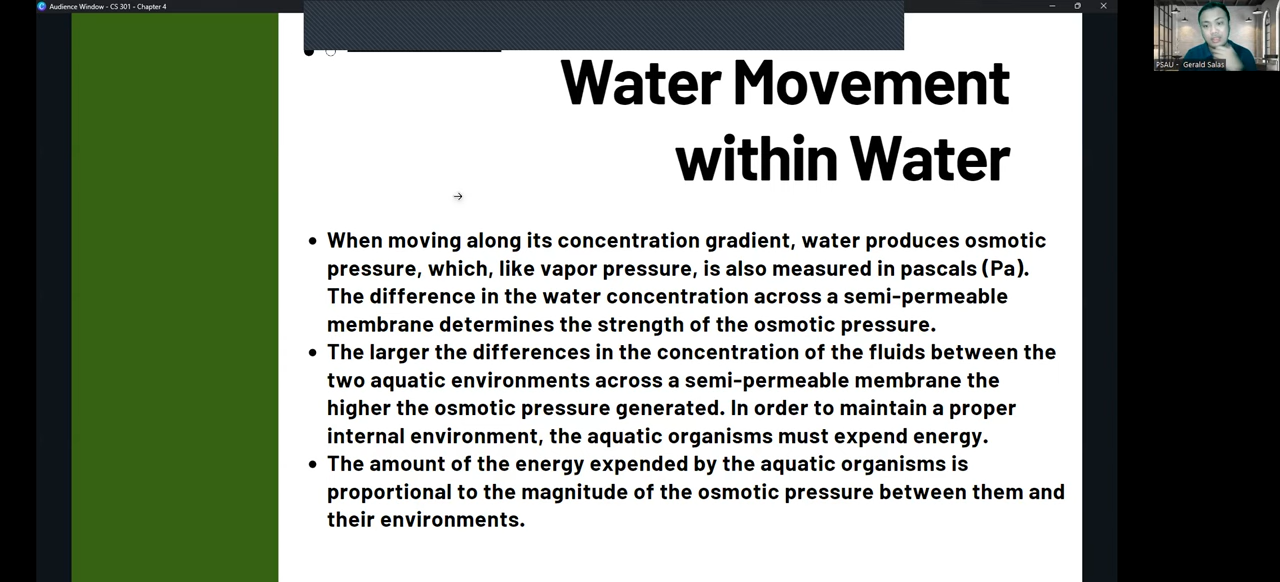 Audience Window - CS 301 - Chapter 4
PSAU - Gerald Salas
Water Movement
within Water
• When moving along its concentration gradient, water produces osmotic
pressure, which, like vapor pressure, is also measured in pascals (Pa).
The difference in the water concentration across a semi-permeable
membrane determines the strength of the osmotic pressure.
• The larger the differences in the concentration of the fluids between the
two aquatic environments across a semi-permeable membrane the
higher the osmotic pressure generated. In order to maintain a proper
internal environment, the aquatic organisms must expend energy.
• The amount of the energy expended by the aquatic organisms is
proportional to the magnitude of the osmotic pressure between them and
their environments.